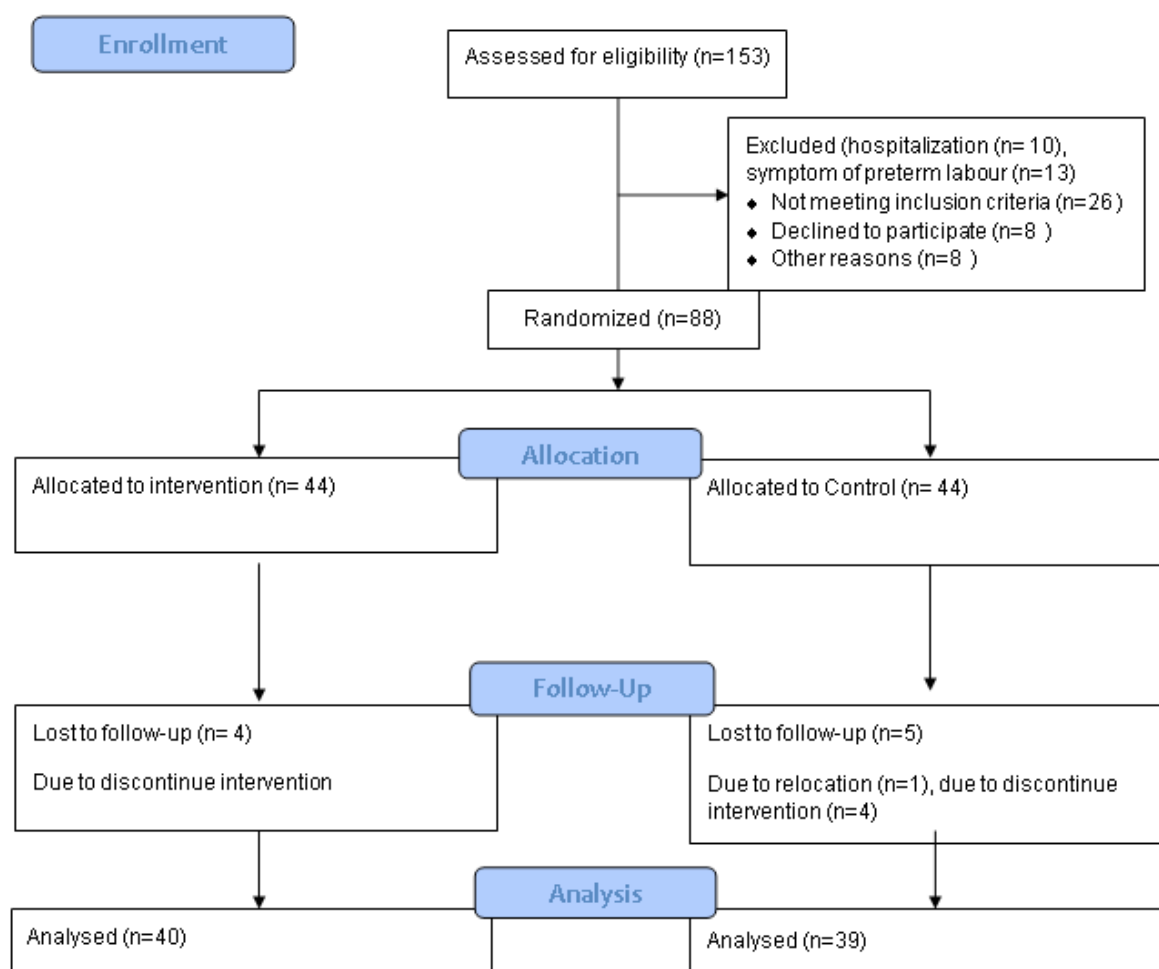 Enrollment
Assessed for eligibility (n=153)
Excluded (hospitalization (n= 10),
symptom of preterm labour (n=13)
♦ Not meeting inclusion criteria (n=26 )
♦ Declined to participate (n=8 )
♦ Other reasons (n=8 )
Randomized (n=88)
Allocation
Allocated to intervention (n= 44)
Allocated to Control (n= 44)
Follow-Up
Lost to follow-up (n= 4)
Due to discontinue intervention
Lost to follow-up (n=5)
Due to relocation (n=1), due to discontinue
intervention (n=4)
Analysis
Analysed (n=40)
Analysed (n=39)